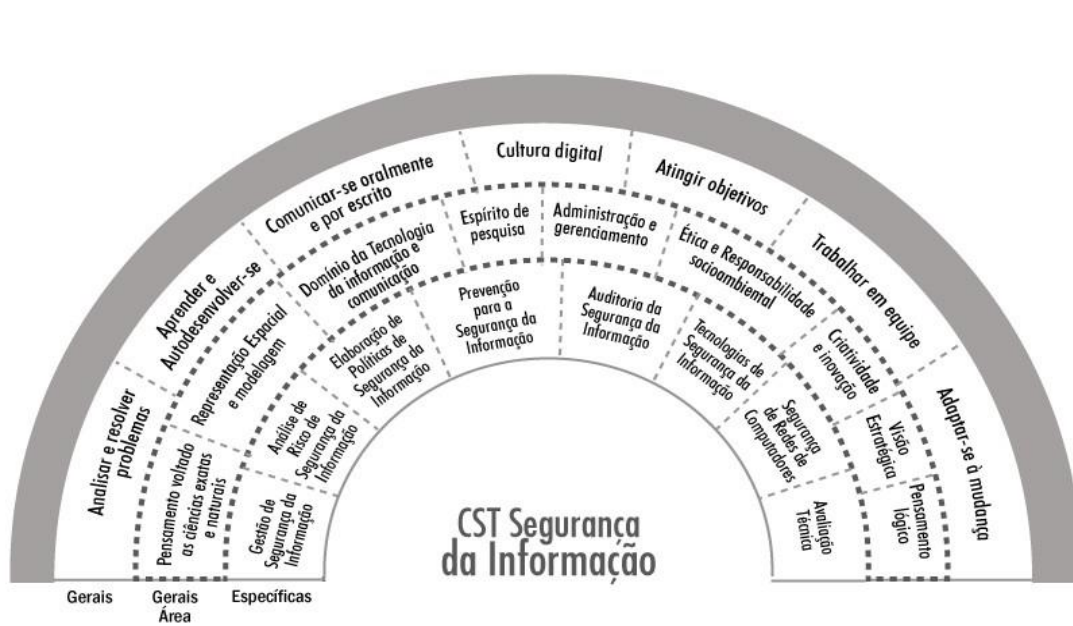 Analisar e resolver
problemas
Aprender e
Autodesenvolver-se
Comunicar-se oralmente
e por escrito
Cultura digital
Atingir objetivos
Trabalhar em equipe
Adaptar-se à mudança
Pensamento voltado
as ciências exatas
e naturais
Representação Espacial
e modelagem
Domínio da Tecnologia
da informação e
comunicação
Espírito de
pesquisa
Administração e
gerenciamento
Ética e Responsabilidade
socioambiental
Criatividade
e inovação
Visão
Estratégica
Pensamento
lógico
Gestão de
Segurança da
Informação
Análise de
Risco de
Segurança da
Informação
Elaboração de
Políticas de
Segurança da
Informação
Prevenção
para a
Segurança da
Informação
Auditoria da
Segurança da
Informação
Tecnologias de
Segurança da
Informação
Segurança
de Redes de
Computadores
Avaliação
Técnica
CST Segurança
da Informação
Gerais
Gerais
Área
Específicas